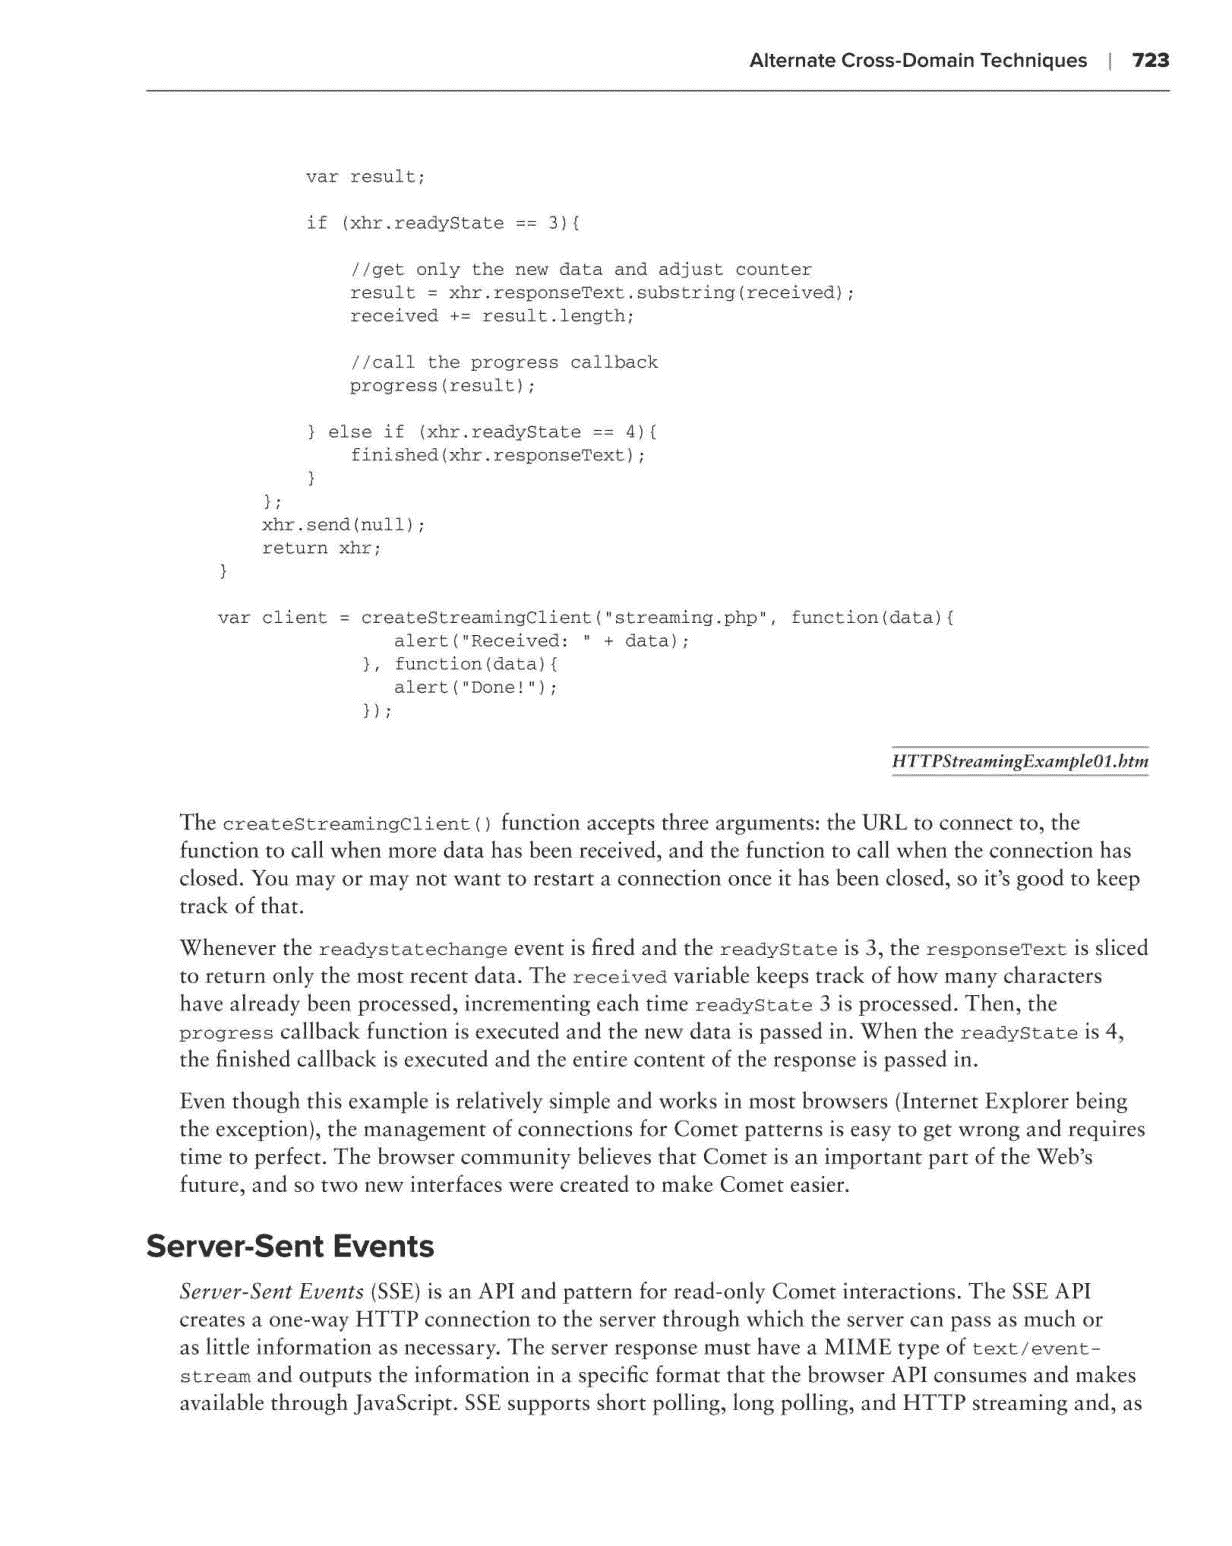 Alternate Cross-Domain Techniques | 723
var result;
if (xhr.readyState == 3){
//get only the new data and adjust counter
result = xhr.responseText.substring(received);
received += result.length;
//call the progress callback
progress(result);
} else if (xhr.readyState == 4){
finished(xhr.responseText);
}
};
xhr.send(null);
return xhr;
}
var client = createStreamingClient("streaming.php", function(data){
alert("Received: " + data);
}, function(data){
alert("Done!");
});
HTTPStreamingExample01.htm
The createStreamingClient() function accepts three arguments: the URL to connect to, the
function to call when more data has been received, and the function to call when the connection has
closed. You may or may not want to restart a connection once it has been closed, so it's good to keep
track of that.
Whenever the readystatechange event is fired and the readyState is 3, the responseText is sliced
to return only the most recent data. The received variable keeps track of how many characters
have already been processed, incrementing each time readyState 3 is processed. Then, the
progress callback function is executed and the new data is passed in. When the readyState is 4,
the finished callback is executed and the entire content of the response is passed in.
Even though this example is relatively simple and works in most browsers (Internet Explorer being
the exception), the management of connections for Comet patterns is easy to get wrong and requires
time to perfect. The browser community believes that Comet is an important part of the Web's
future, and so two new interfaces were created to make Comet easier.
Server-Sent Events
Server-Sent Events (SSE) is an API and pattern for read-only Comet interactions. The SSE API
creates a one-way HTTP connection to the server through which the server can pass as much or
as little information as necessary. The server response must have a MIME type of text/event-
stream and outputs the information in a specific format that the browser API consumes and makes
available through JavaScript. SSE supports short polling, long polling, and HTTP streaming and, as